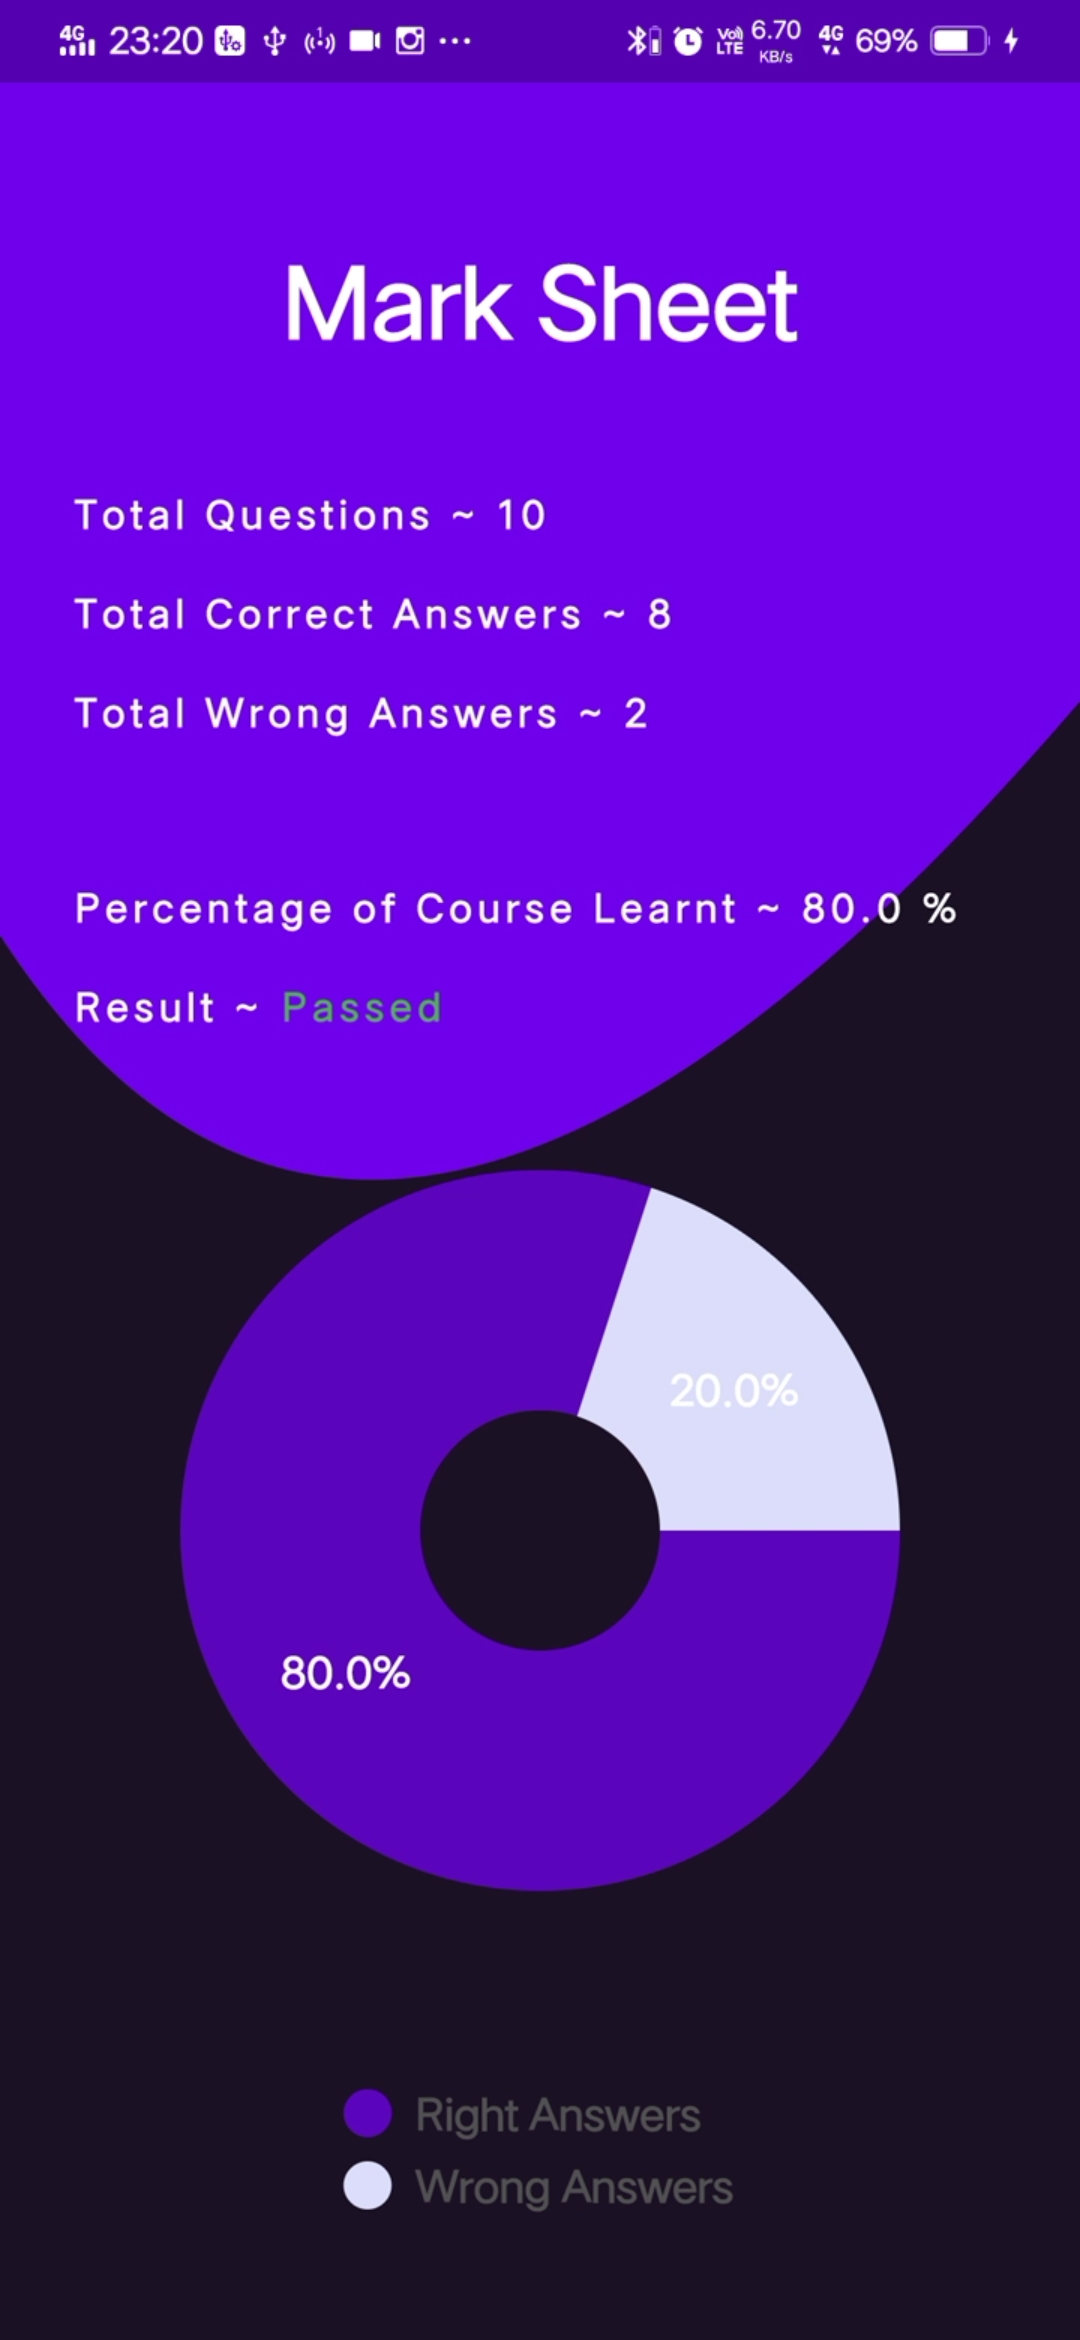 4G 23:20 6.70 KB/s Vo) LTE 4G 69%
Mark Sheet
Total Questions ~ 10
Total Correct Answers ~ 8
Total Wrong Answers ~ 2
Percentage of Course Learnt ~ 80.0 %
Result ~ Passed
20.0%
80.0%
Right Answers
Wrong Answers